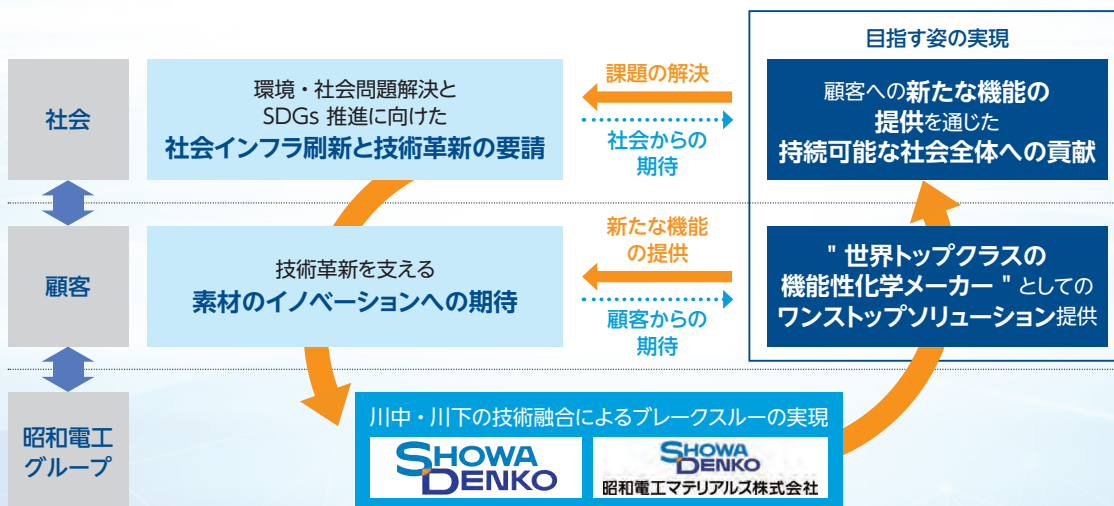 目指す姿の実現
社会
環境・社会問題解決と
SDGs 推進に向けた
社会インフラ刷新と技術革新の要請
課題の解決
社会からの
期待
顧客への新たな機能の
提供を通じた
持続可能な社会全体への貢献
顧客
技術革新を支える
素材のイノベーションへの期待
新たな機能
の提供
顧客からの
期待
" 世界トップクラスの
機能性化学メーカー " としての
ワンストップソリューション提供
昭和電工
グループ
川中・川下の技術融合によるブレークスルーの実現
SHOWA
DENKO
SHOWA
DENKO
昭和電工マテリアルズ株式会社